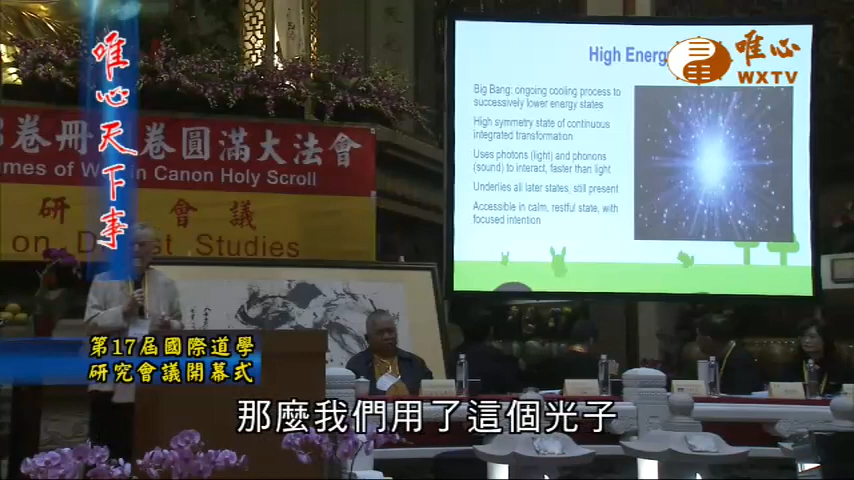 唯心天下事
卷冊 卷圓滿大法會
umes of Wei Xin Canon Holy Scroll
研 會議
on Daoist Studies
High Energ
唯心
WXTV
Big Bang: ongoing cooling process to
successively lower energy states
High symmetry state of continuous
integrated transformation
Uses photons (light) and phonons
(sound) to interact, faster than light.
Underlies all later states, still present
Accessible in calm, restful state, with
focused intention
第17屆國際道學
研究會議開幕式
那麼我們用了這個光子